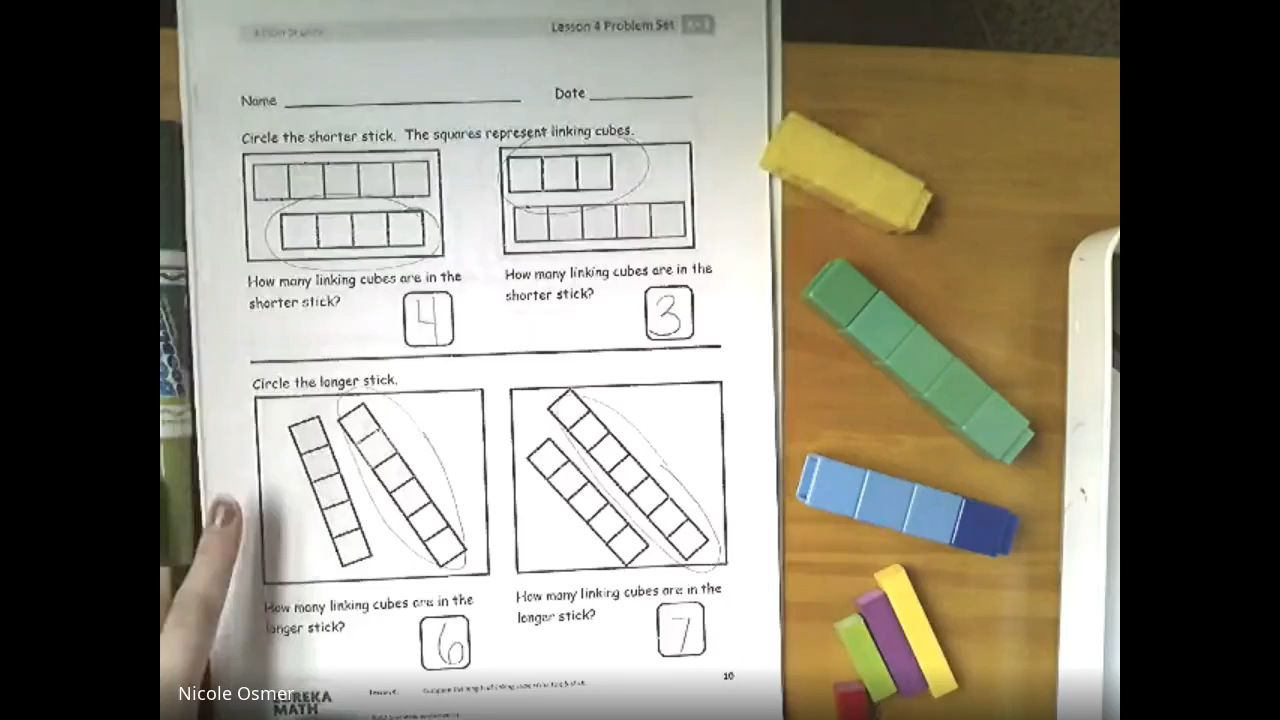 Lesson 4 Problem Set
Name Date
Circle the shorter stick. The squares represent linking cubes.
How many linking cubes are in the shorter stick?
4
How many linking cubes are in the shorter stick?
3
Circle the longer stick.
How many linking cubes are in the longer stick?
6
How many linking cubes are in the longer stick?
7
10
Nicole Osmer
EUREKA
MATH